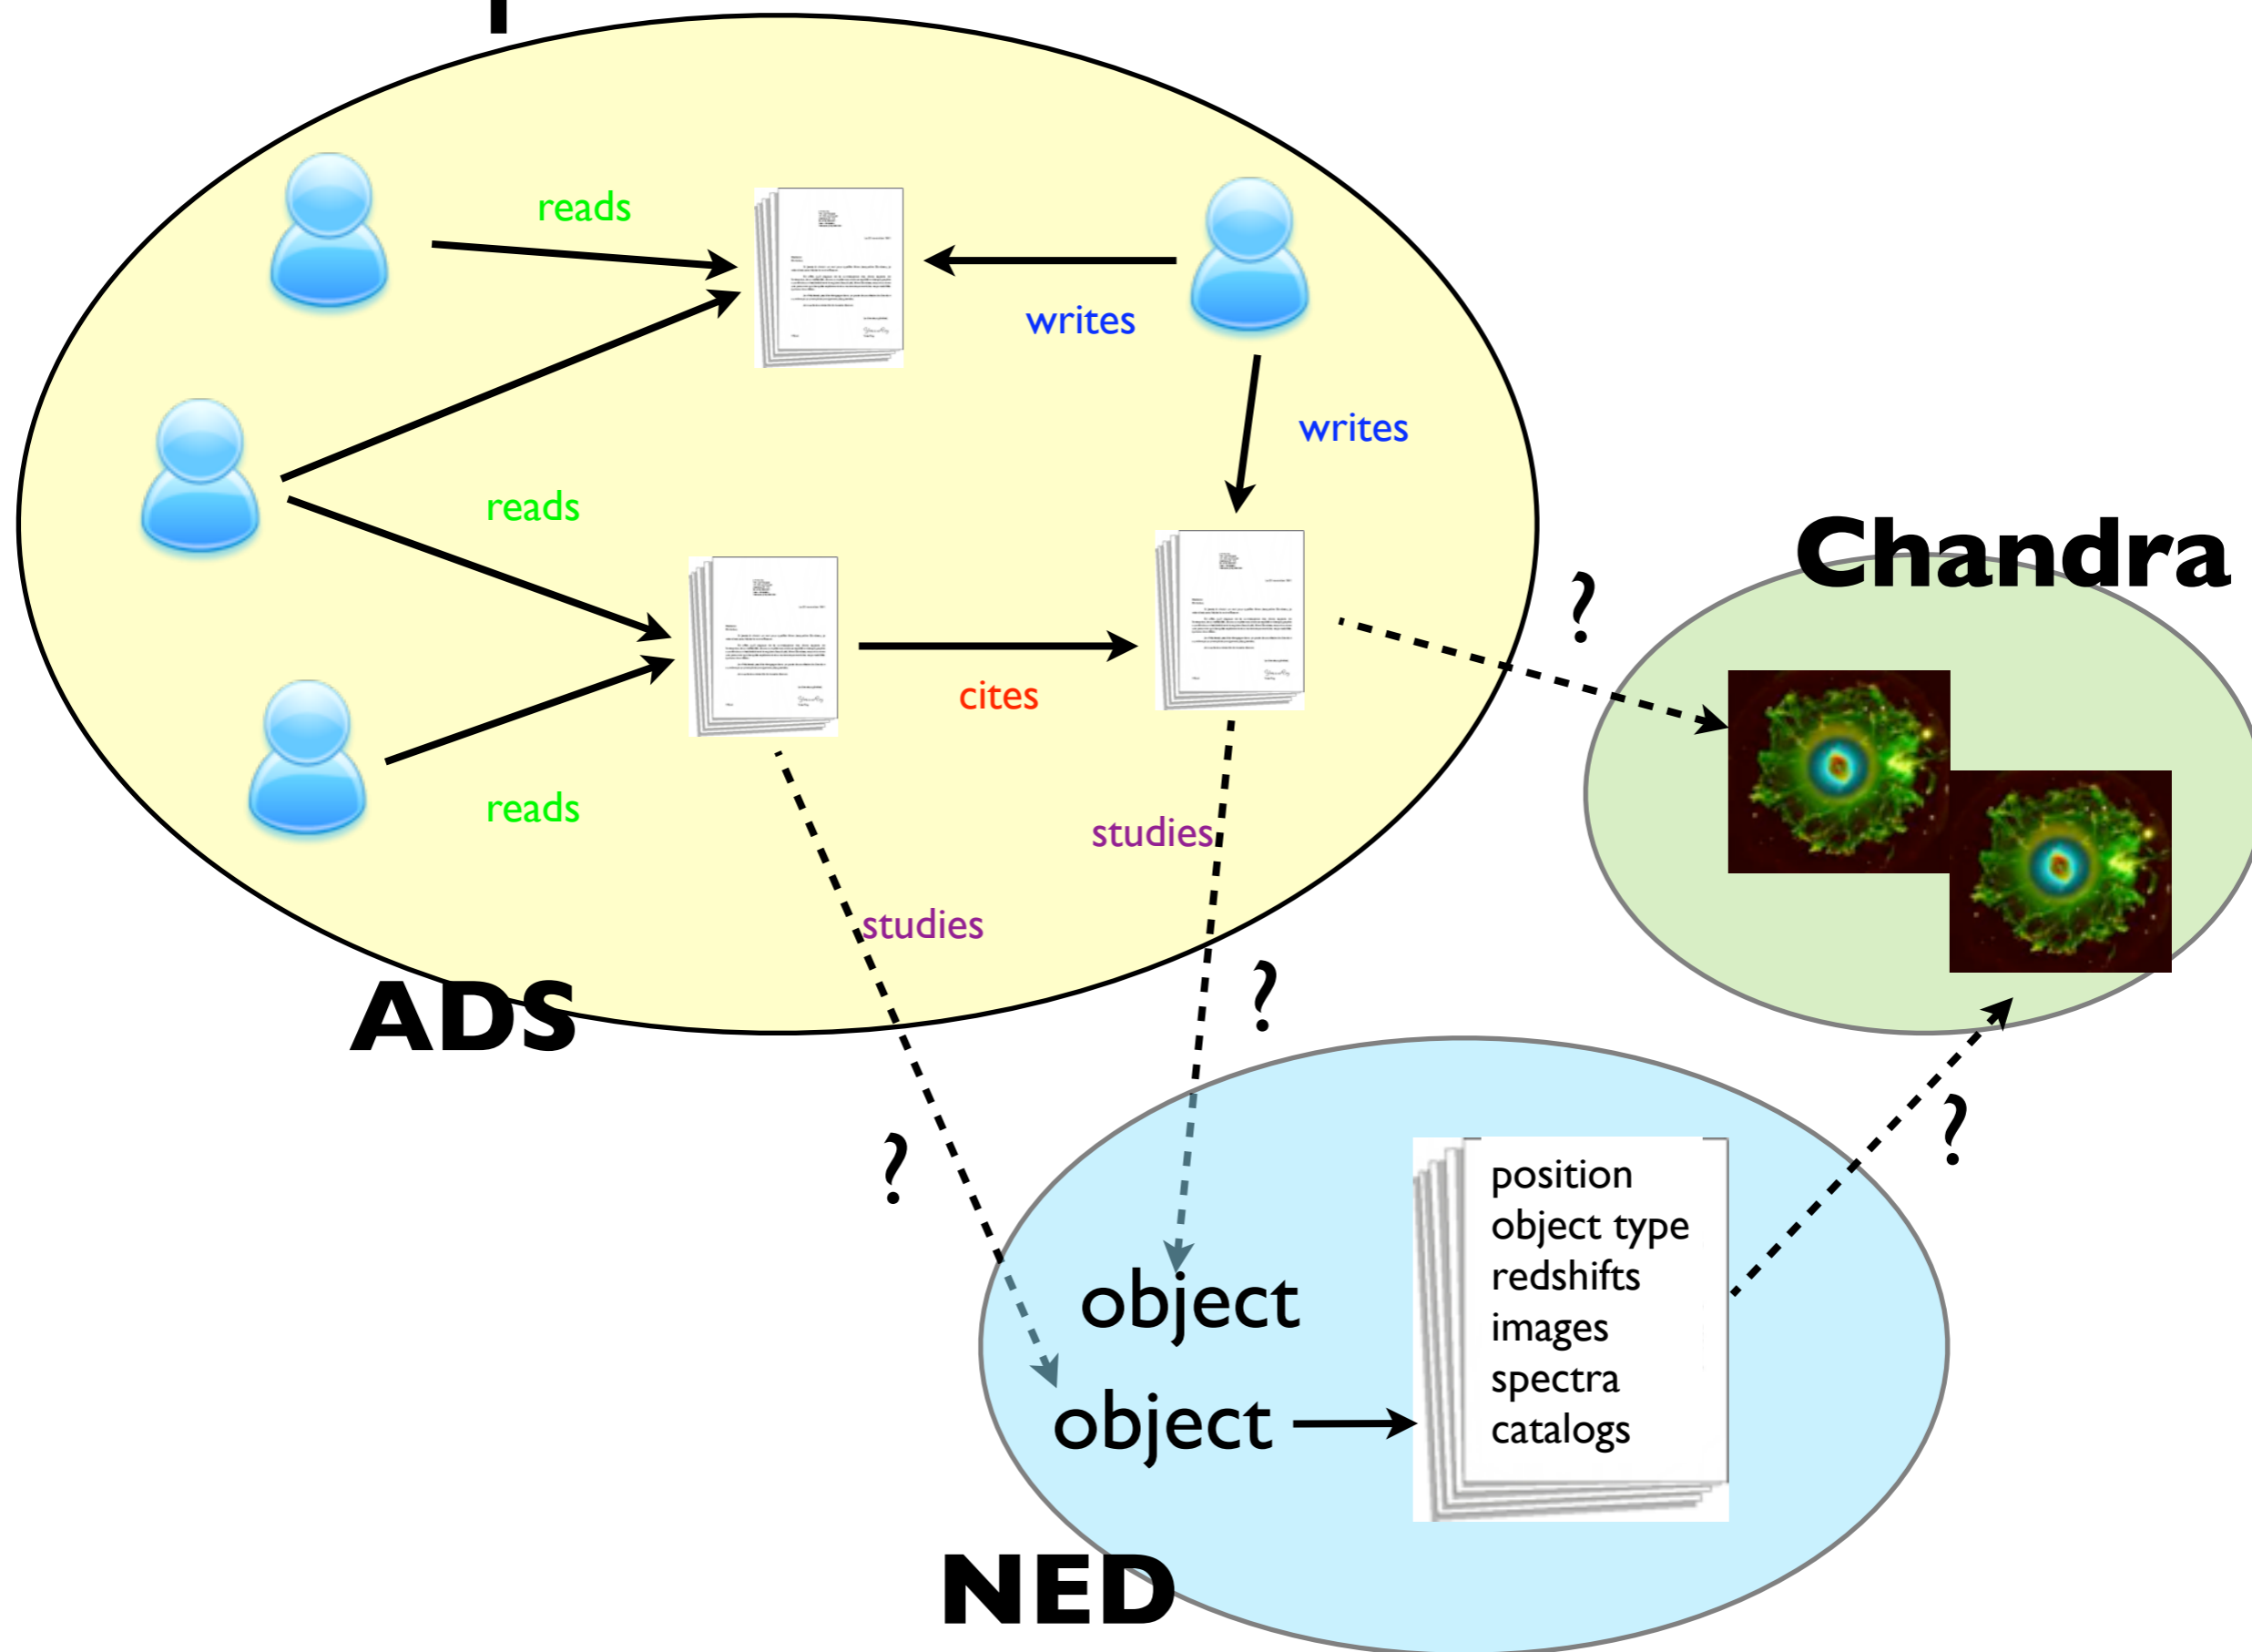 reads
writes
writes
reads
cites
reads
studies
studies
ADS
Chandra
?
?
?
?
object
object
position
object type
redshifts
images
spectra
catalogs
NED